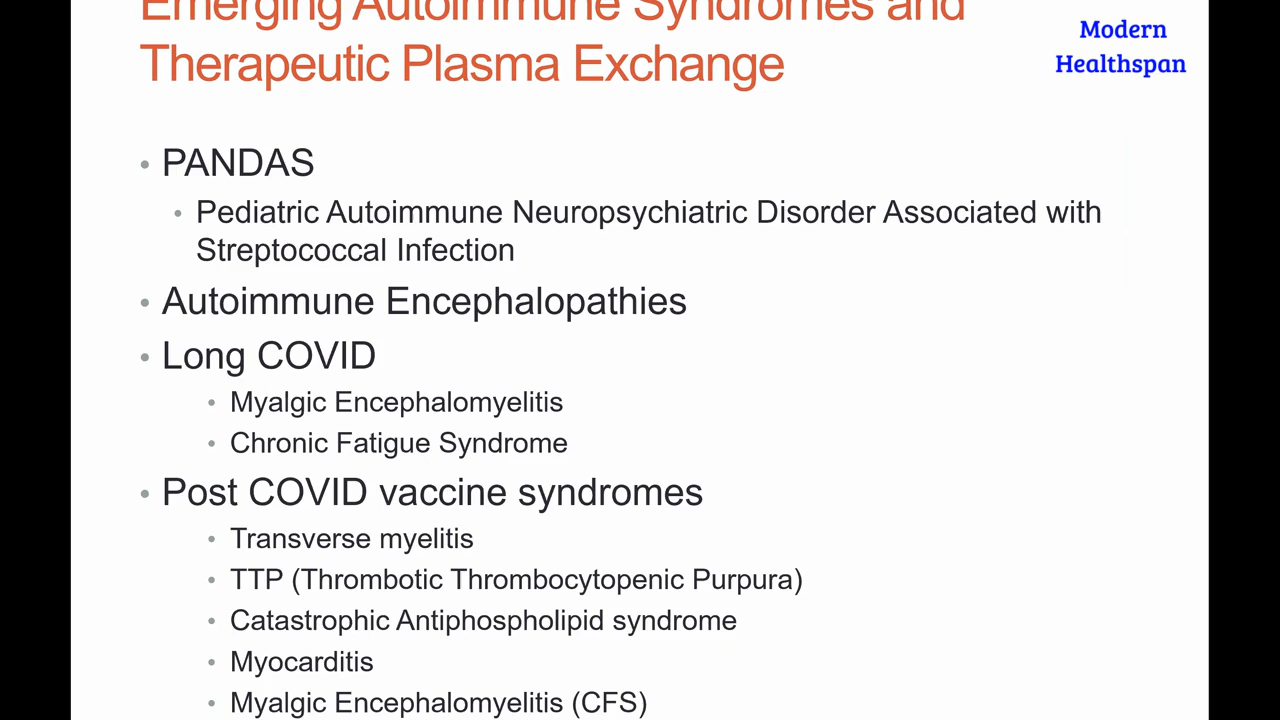 Emerging Autoimmune Syndromes and
Therapeutic Plasma Exchange
Modern
Healthspan
• PANDAS
• Pediatric Autoimmune Neuropsychiatric Disorder Associated with
Streptococcal Infection
• Autoimmune Encephalopathies
• Long COVID
• Myalgic Encephalomyelitis
• Chronic Fatigue Syndrome
• Post COVID vaccine syndromes
• Transverse myelitis
• TTP (Thrombotic Thrombocytopenic Purpura)
• Catastrophic Antiphospholipid syndrome
• Myocarditis
• Myalgic Encephalomyelitis (CFS)